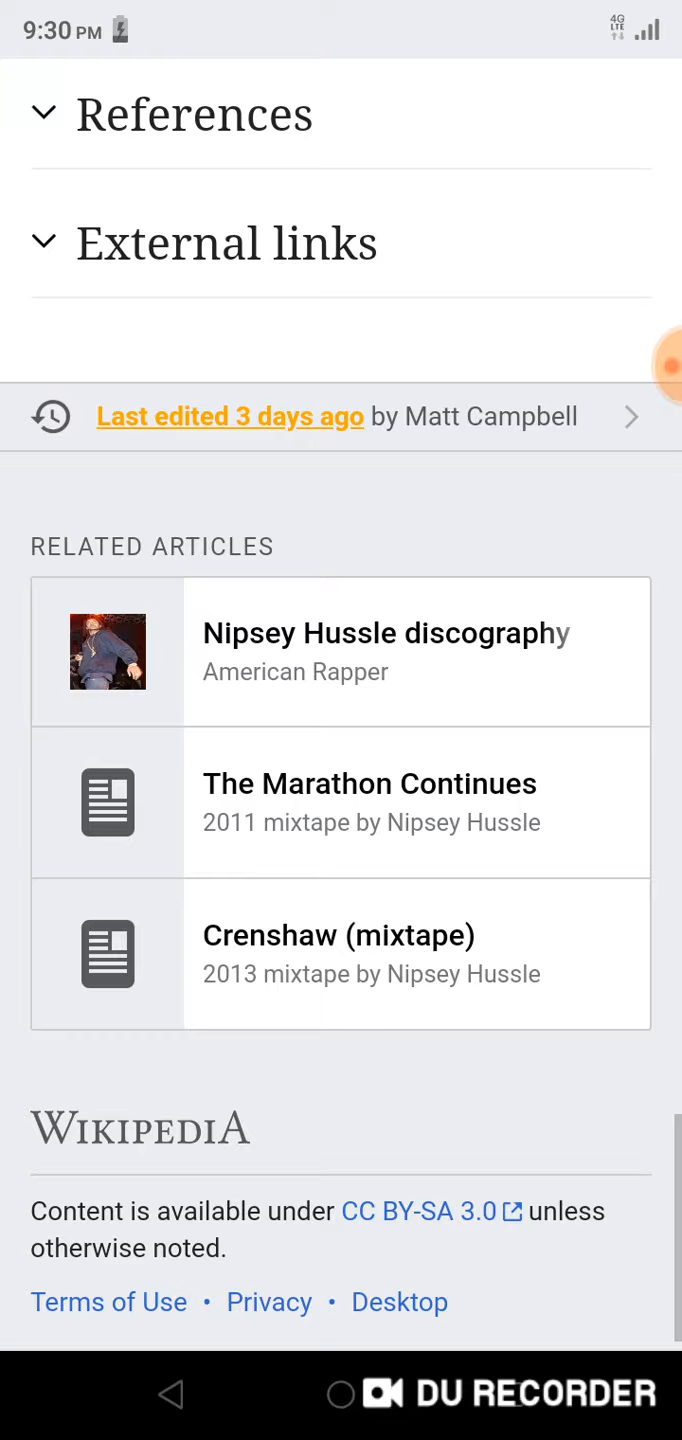 9:30 PM
4G
LTE
References
External links
Last edited 3 days ago by Matt Campbell
RELATED ARTICLES
Nipsey Hussle discography
American Rapper
The Marathon Continues
2011 mixtape by Nipsey Hussle
Crenshaw (mixtape)
2013 mixtape by Nipsey Hussle
WIKIPEDIA
Content is available under CC BY-SA 3.0 unless
otherwise noted.
Terms of Use • Privacy • Desktop
DU RECORDER